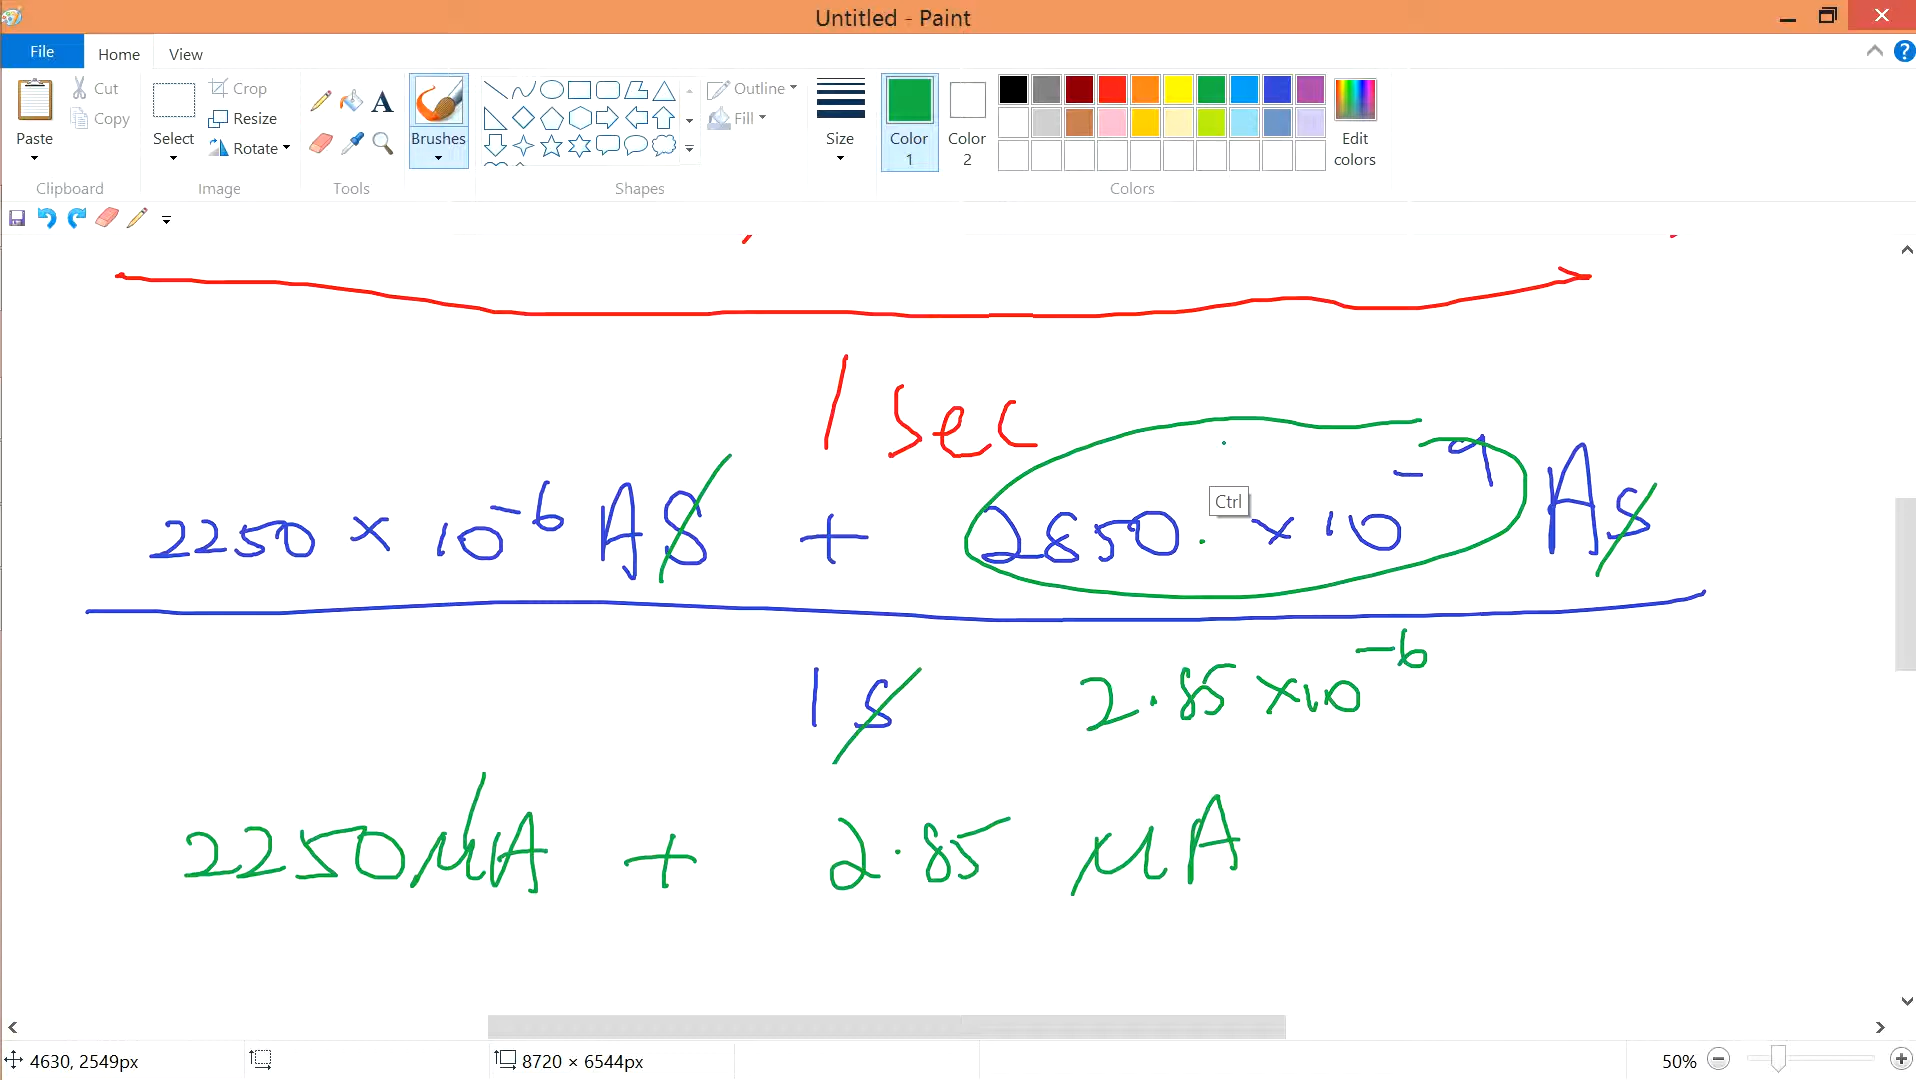 Untitled - Paint
File Home View
Paste Cut Copy Select Crop Resize Rotate A Brushes Outline Fill Size Color 1 Color 2 Edit colors
Clipboard Image Tools Shapes Colors
1 sec
2250 × 10⁻⁶ As + 2850. × 10⁻⁹ As
Ctrl
1 s 2.85 × 10⁻⁶
2250 μA + 2.85 μA
4630, 2549px 8720 × 6544px 50%